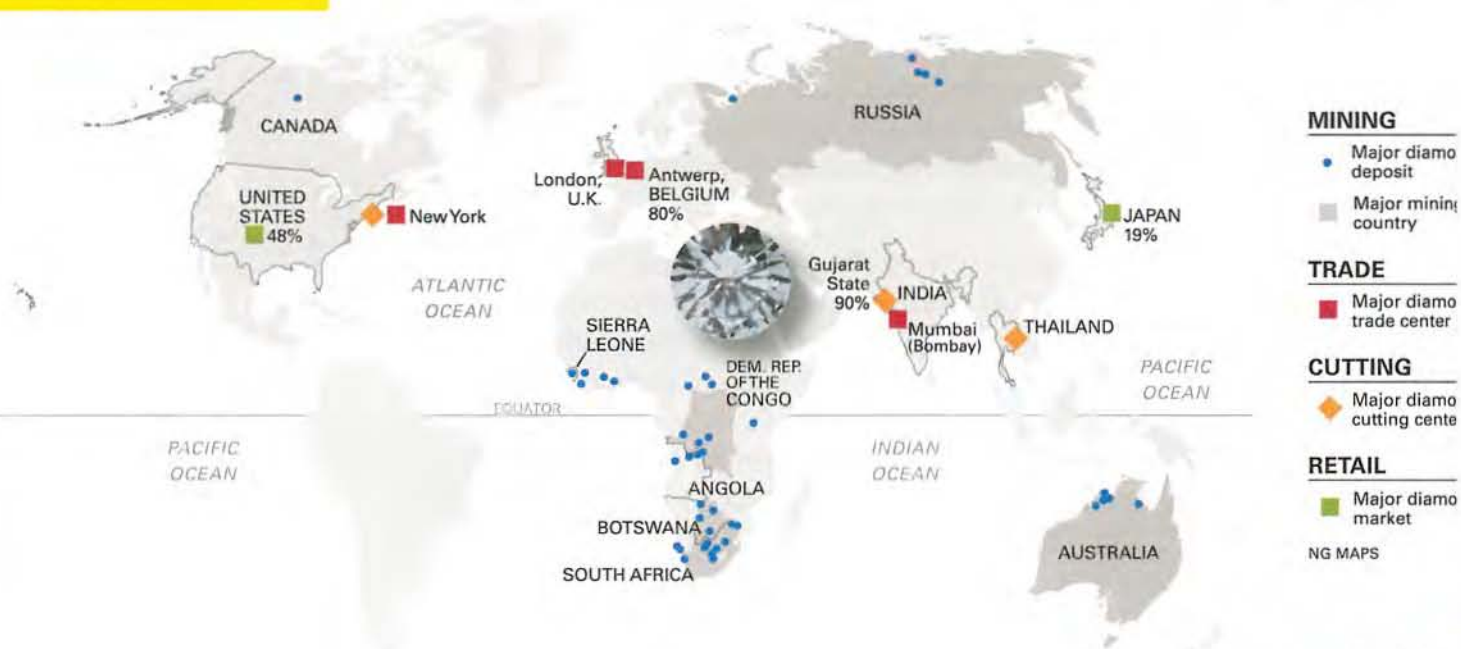 CANADA
RUSSIA
UNITED
STATES
48%
New York
London,
U.K.
Antwerp,
BELGIUM
80%
JAPAN
19%
Gujarat
State
90%
INDIA
Mumbai
(Bombay)
THAILAND
ATLANTIC
OCEAN
SIERRA
LEONE
DEM. REP.
OF THE
CONGO
PACIFIC
OCEAN
EQUATOR
PACIFIC
OCEAN
INDIAN
OCEAN
ANGOLA
BOTSWANA
SOUTH AFRICA
AUSTRALIA
MINING
Major diamo
deposit
Major mining
country
TRADE
Major diamo
trade center
CUTTING
Major diamo
cutting cente
RETAIL
Major diamo
market
NG MAPS